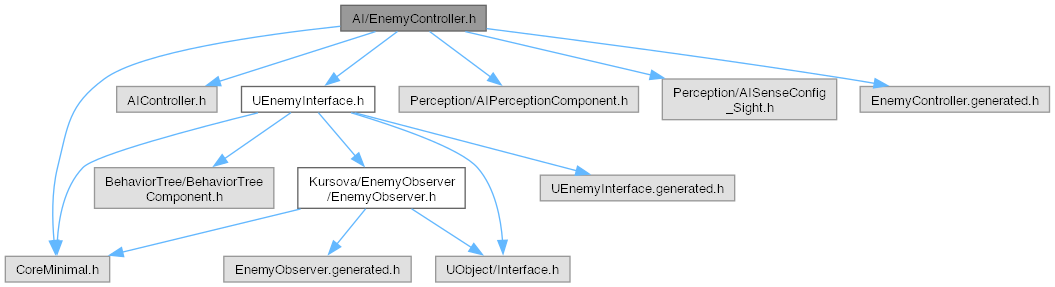 AI/EnemyController.h
AIController.h
UEnemyInterface.h
Perception/AIPerceptionComponent.h
Perception/AISenseConfig
_Sight.h
EnemyController.generated.h
BehaviorTree/BehaviorTree
Component.h
Kursova/EnemyObserver
/EnemyObserver.h
UEnemyInterface.generated.h
CoreMinimal.h
EnemyObserver.generated.h
UObject/Interface.h